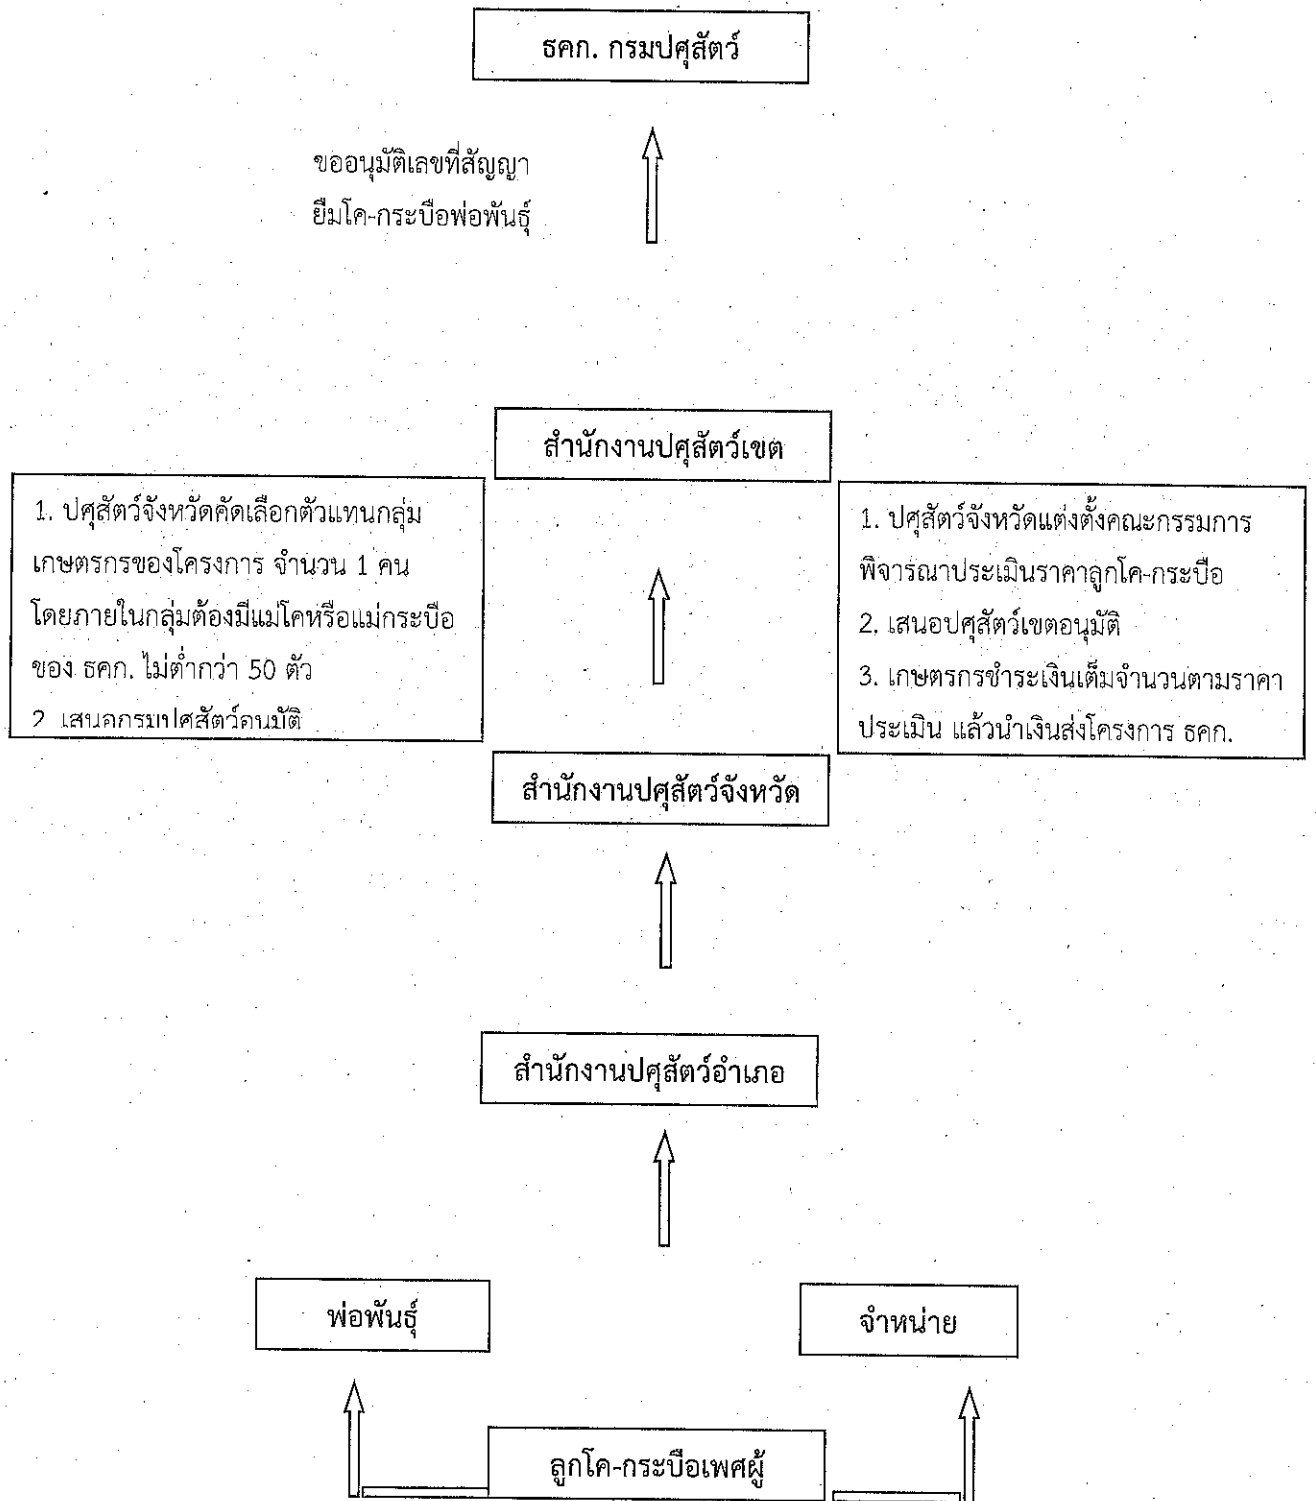 ธคก. กรมปศุสัตว์
ขออนุมัติเลขที่สัญญา
ยืมโค-กระบือพ่อพันธุ์
สำนักงานปศุสัตว์เขต
1. ปศุสัตว์จังหวัดคัดเลือกตัวแทนกลุ่ม
เกษตรกรของโครงการ จำนวน 1 คน
โดยภายในกลุ่มต้องมีแม่โคหรือแม่กระบือ
ของ ธคก. ไม่ต่ำกว่า 50 ตัว
2. เสนอกรมปศุสัตว์อนุมัติ
1. ปศุสัตว์จังหวัดแต่งตั้งคณะกรรมการ
พิจารณาประเมินราคาลูกโค-กระบือ
2. เสนอปศุสัตว์เขตอนุมัติ
3. เกษตรกรชำระเงินเต็มจำนวนตามราคา
ประเมิน แล้วนำเงินส่งโครงการ ธคก.
สำนักงานปศุสัตว์จังหวัด
สำนักงานปศุสัตว์อำเภอ
พ่อพันธุ์
จำหน่าย
ลูกโค-กระบือเพศผู้